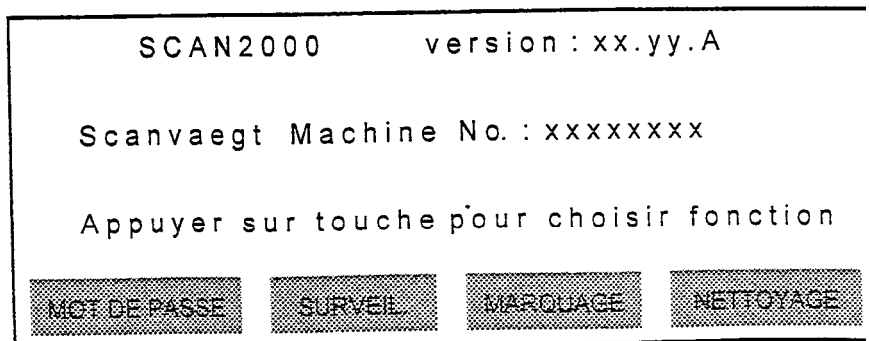 SCAN2000 version : xx.yy.A
Scanvaegt Machine No. : xxxxxxxx
Appuyer sur touche pour choisir fonction
MOT DE PASSE SURVEIL. MARQUAGE NETTOYAGE